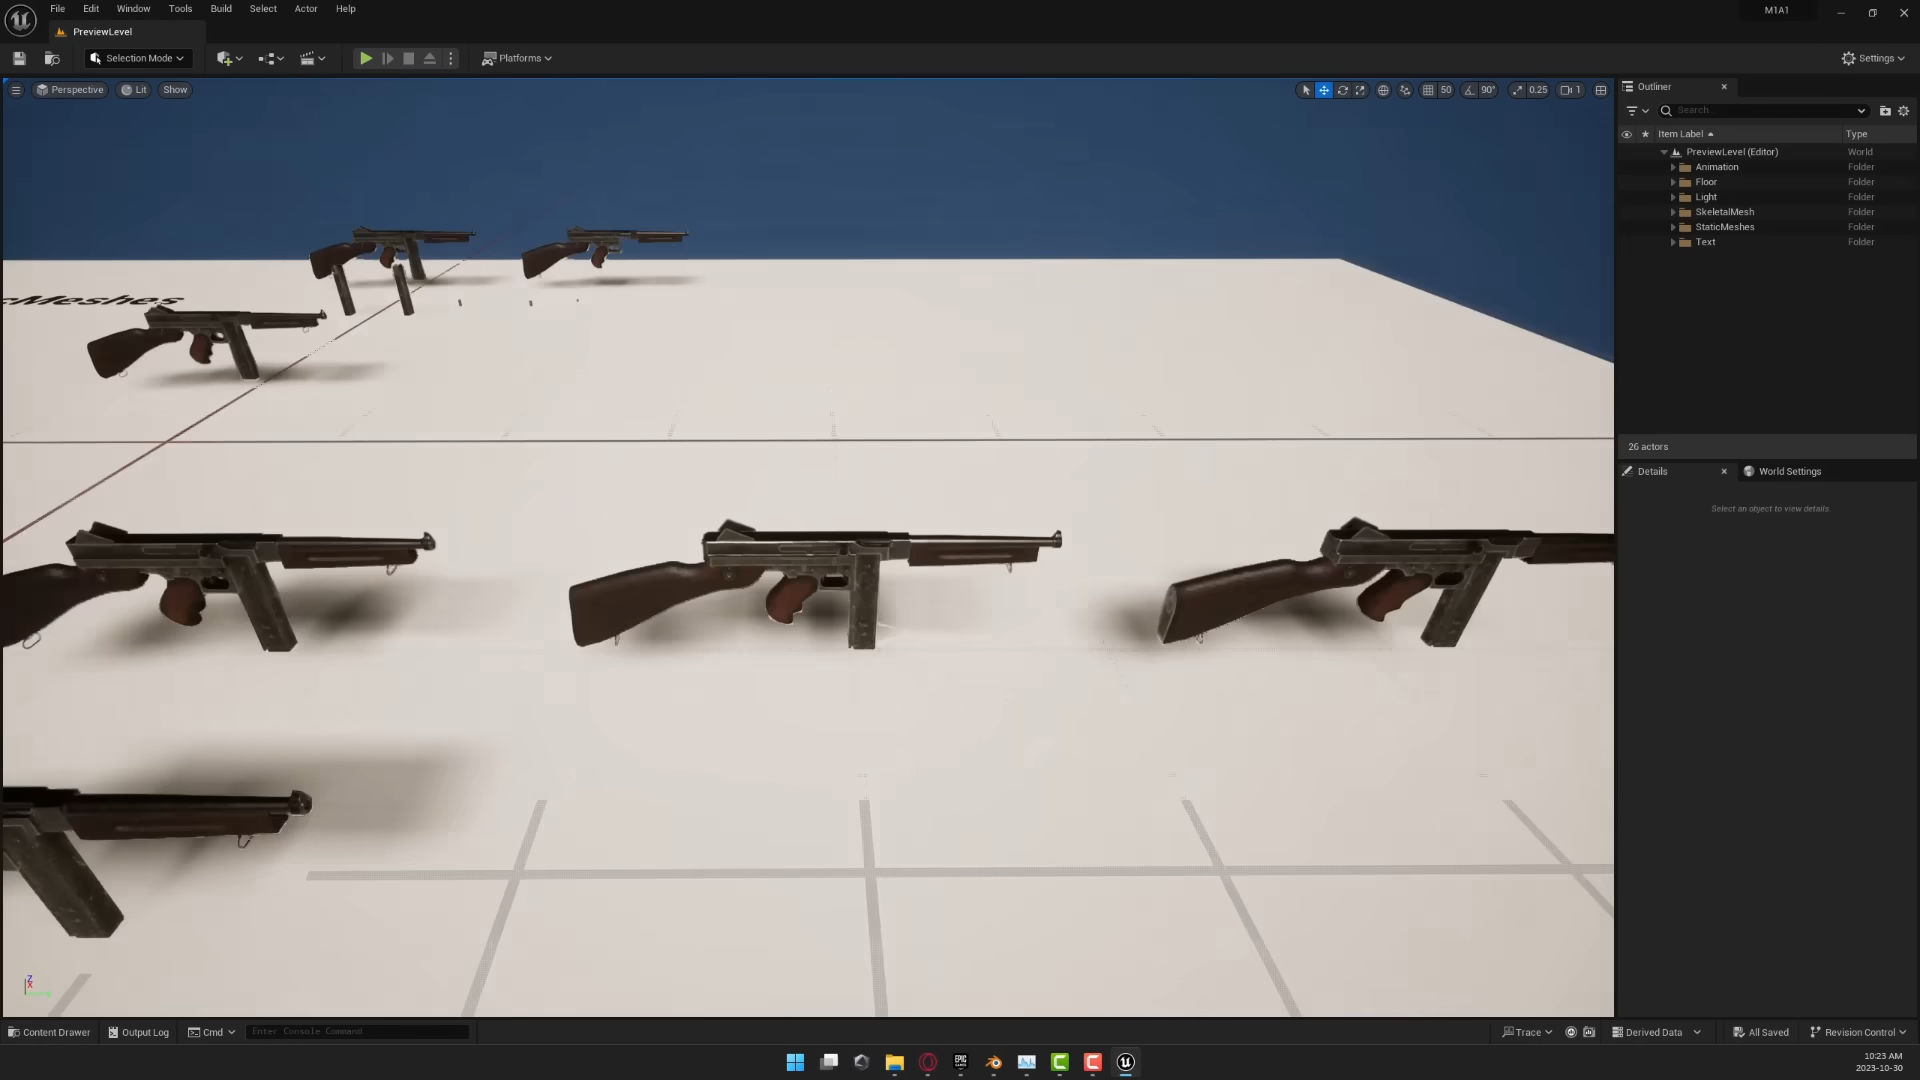 File Edit Window Tools Build Select Actor Help
M1A1
PreviewLevel
Selection Mode
Platforms
Settings
Perspective Lit Show
50 90° 0.25 1
Outliner
Search...
Item Label Type
PreviewLevel (Editor) World
Animation Folder
Floor Folder
Light Folder
SkeletalMesh Folder
StaticMeshes Folder
Text Folder
cMeshes
26 actors
Details World Settings
Select an object to view details
Z
X
Content Drawer Output Log Cmd Enter Console Command
Trace Derived Data All Saved Revision Control
EPIC GAMES
10:23 AM
2023-10-30